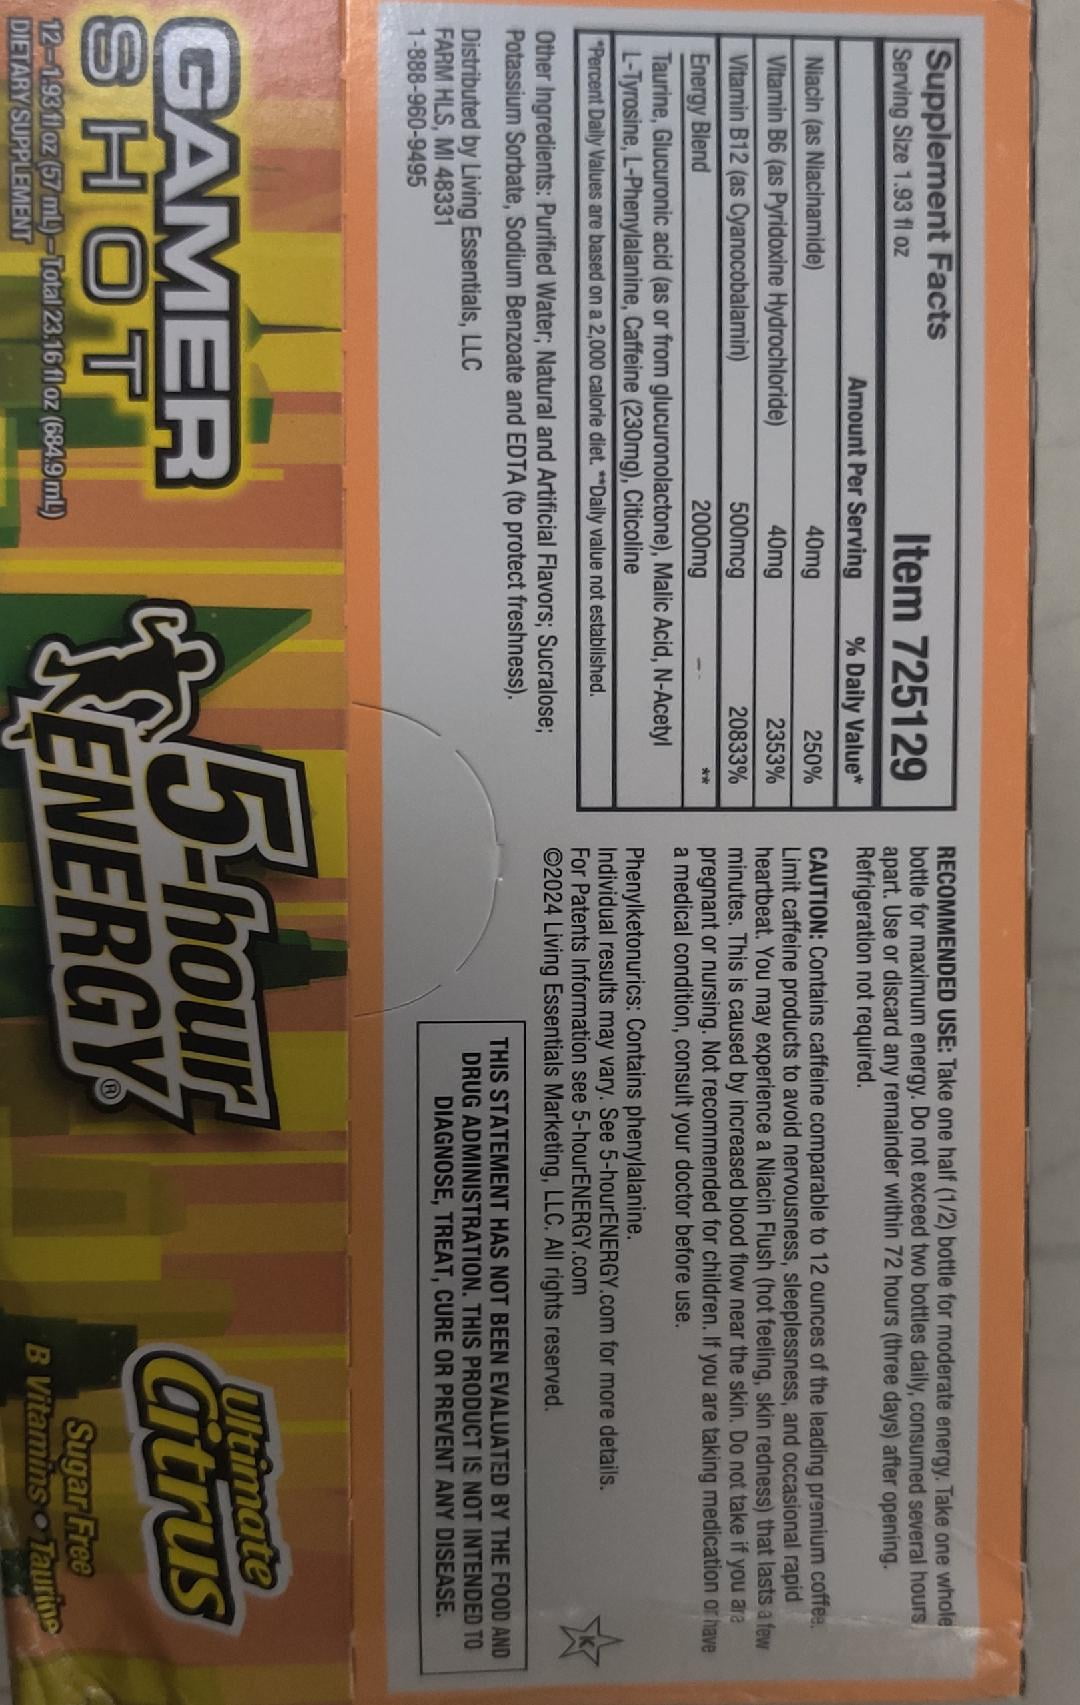 Supplement Facts
Serving Size 1.93 fl oz
Item 725129
Amount Per Serving % Daily Value*
Niacin (as Niacinamide) 40mg 250%
Vitamin B6 (as Pyridoxine Hydrochloride) 40mg 2353%
Vitamin B12 (as Cyanocobalamin) 500mcg 20833%
Energy Blend 2000mg **
Taurine, Glucuronic acid (as or from glucuronolactone), Malic Acid, N-Acetyl
L-Tyrosine, L-Phenylalanine, Caffeine (230mg), Citicoline
*Percent Daily Values are based on a 2,000 calorie diet. **Daily value not established.
Other Ingredients: Purified Water; Natural and Artificial Flavors; Sucralose;
Potassium Sorbate, Sodium Benzoate and EDTA (to protect freshness).
Distributed by Living Essentials, LLC
FARM HLS, MI 48331
1-888-960-9495
RECOMMENDED USE: Take one half (1/2) bottle for moderate energy. Take one whole
bottle for maximum energy. Do not exceed two bottles daily, consumed several hours
apart. Use or discard any remainder within 72 hours (three days) after opening.
Refrigeration not required.
CAUTION: Contains caffeine comparable to 12 ounces of the leading premium coffee.
Limit caffeine products to avoid nervousness, sleeplessness, and occasional rapid
heartbeat. You may experience a Niacin Flush (hot feeling, skin redness) that lasts a few
minutes. This is caused by increased blood flow near the skin. Do not take if you are
pregnant or nursing. Not recommended for children. If you are taking medication or have
a medical condition, consult your doctor before use.
Phenylketonurics: Contains phenylalanine.
Individual results may vary. See 5-hourENERGY.com for more details.
For Patents Information see 5-hourENERGY.com
©2024 Living Essentials Marketing, LLC. All rights reserved.
K
THIS STATEMENT HAS NOT BEEN EVALUATED BY THE FOOD AND
DRUG ADMINISTRATION. THIS PRODUCT IS NOT INTENDED TO
DIAGNOSE, TREAT, CURE OR PREVENT ANY DISEASE.
GAMER
SHOT
12–1.93 fl oz (57 mL) – Total 23.16 fl oz (684.9 mL)
DIETARY SUPPLEMENT
5-hour
ENERGY®
Ultimate
Citrus
Sugar Free
B Vitamins • Taurine